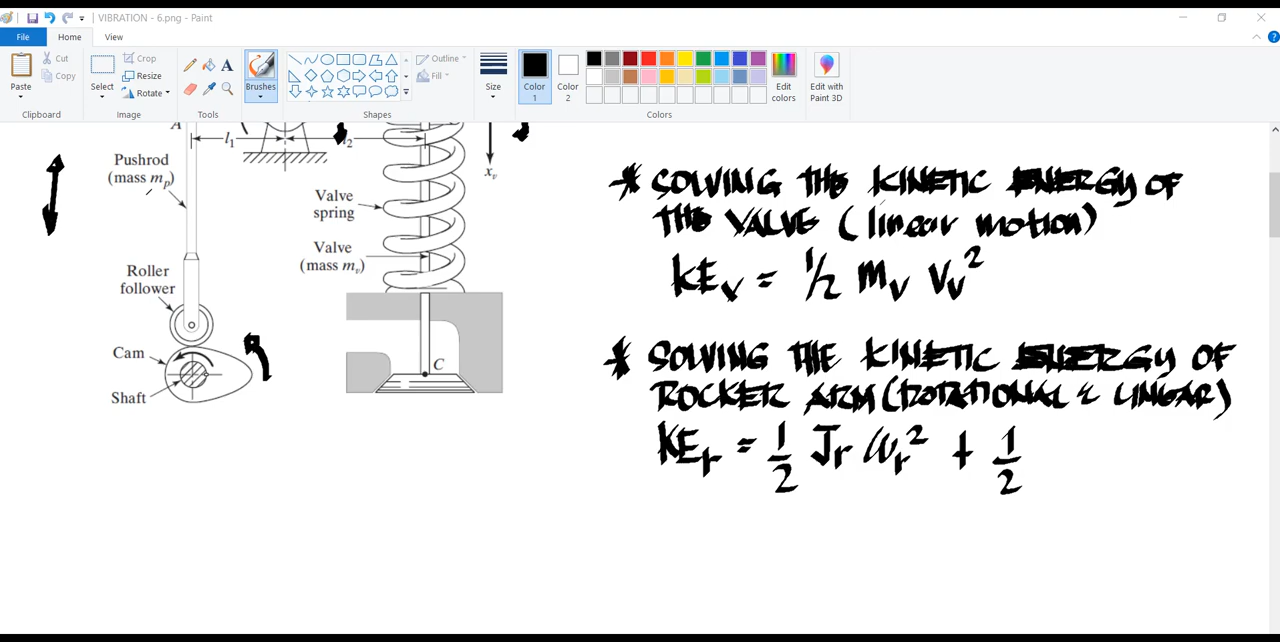 VIBRATION - 6.png - Paint
File
Home
View
Paste
Cut
Copy
Clipboard
Select
Crop
Resize
Rotate
Image
A
Tools
Brushes
Outline
Fill
Shapes
Size
Color
1
Color
2
Edit
colors
Colors
Edit with
Paint 3D
A
l₁
l₂
xᵥ
Pushrod
(mass mₚ)
Roller
follower
Cam
Shaft
Valve
spring
Valve
(mass mᵥ)
C
* SOLVING THE KINETIC ENERGY OF
THE VALVE (linear motion)
KEᵥ = 1/2 mᵥ Vᵥ²
* SOLVING THE KINETIC ENERGY OF
ROCKER ARM (ROTATIONAL & LINEAR)
KEᵣ = 1/2 Jᵣ ωᵣ² + 1/2